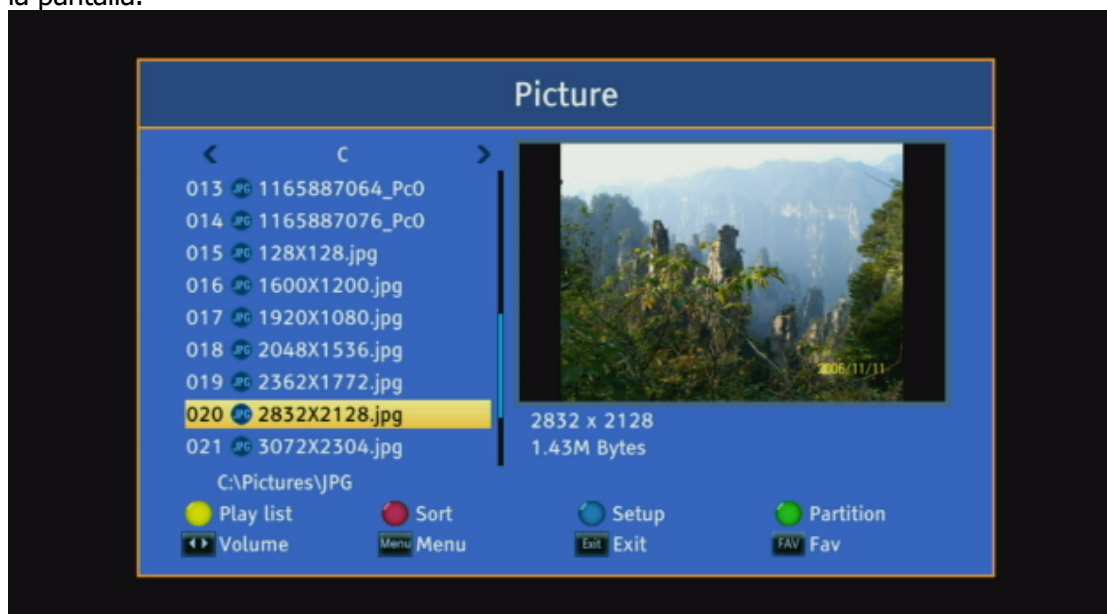 la pantalla.
Picture
C
013 JPG 1165887064_Pc0
014 JPG 1165887076_Pc0
015 JPG 128X128.jpg
016 JPG 1600X1200.jpg
017 JPG 1920X1080.jpg
018 JPG 2048X1536.jpg
019 JPG 2362X1772.jpg
020 JPG 2832X2128.jpg
021 JPG 3072X2304.jpg
2006/11/11
2832 x 2128
1.43M Bytes
C:\Pictures\JPG
Play list Sort Setup Partition
Volume Menu Menu Exit Exit FAV Fav